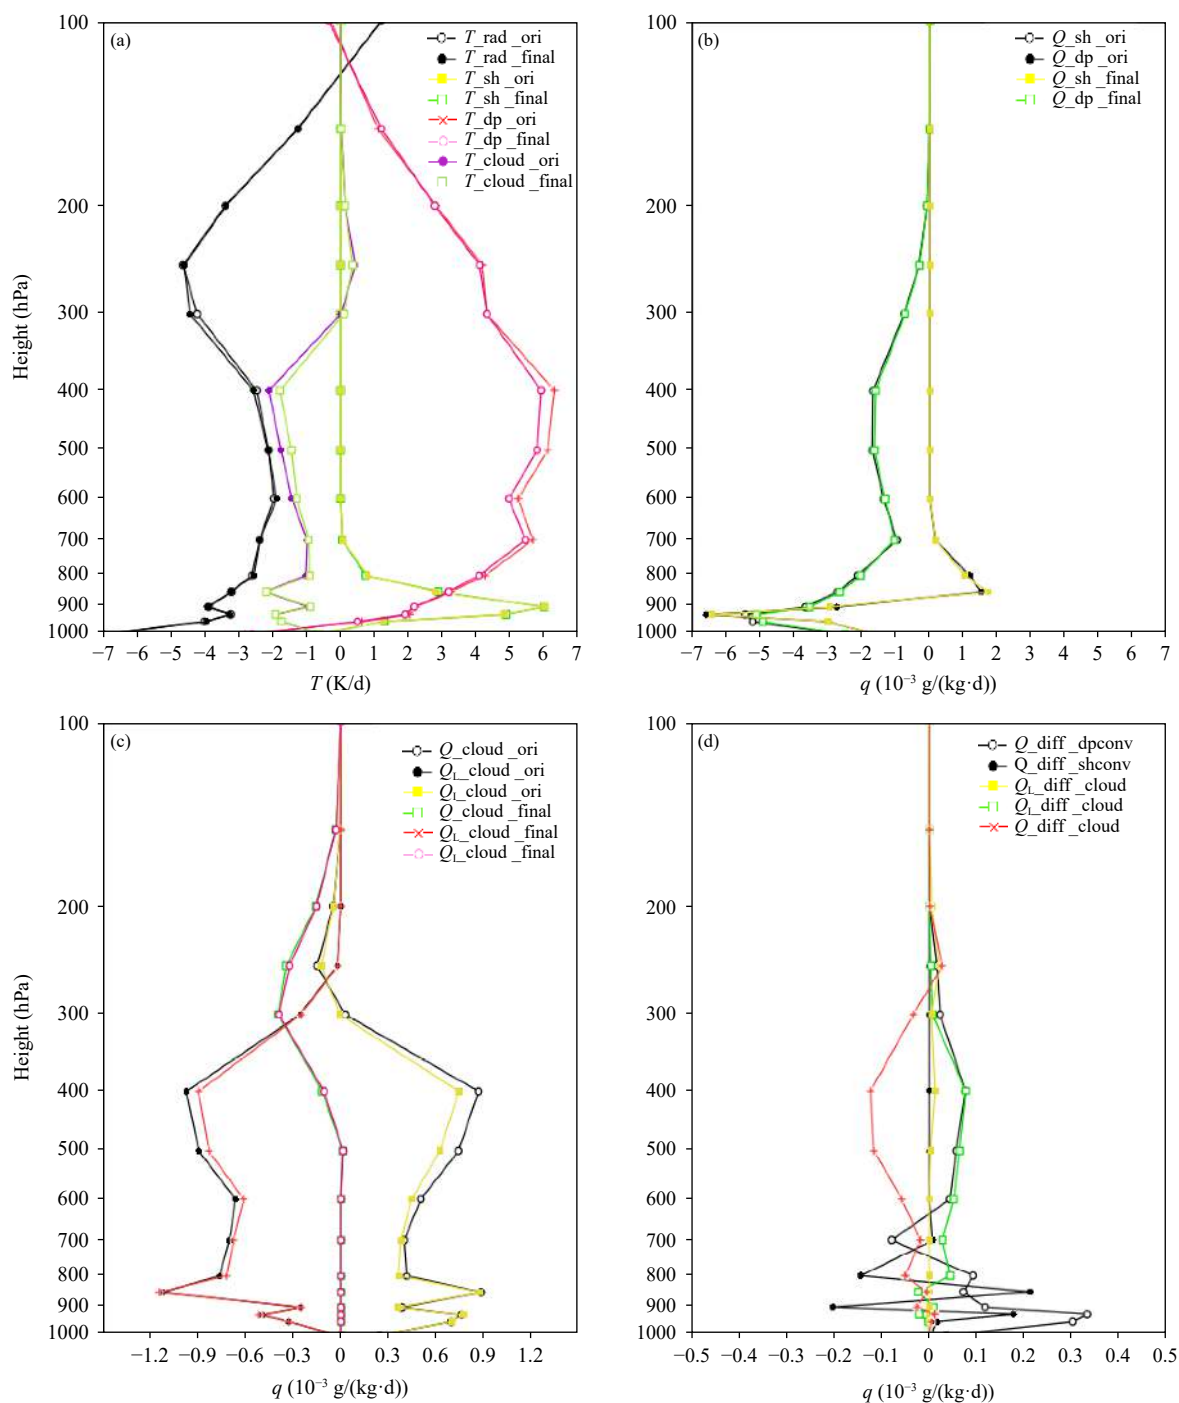 (a)
T_rad _ori
T_rad _final
T_sh _ori
T_sh _final
T_dp _ori
T_dp _final
T_cloud _ori
T_cloud _final
100
200
300
400
500
600
700
800
900
1000
Height (hPa)
−7 −6 −5 −4 −3 −2 −1 0 1 2 3 4 5 6 7
T (K/d)
(b)
Q_sh _ori
Q_dp _ori
Q_sh _final
Q_dp _final
100
200
300
400
500
600
700
800
900
1000
−7 −6 −5 −4 −3 −2 −1 0 1 2 3 4 5 6 7
q (10⁻³ g/(kg·d))
(c)
Q_cloud _ori
Q_L_cloud _ori
Q_I_cloud _ori
Q_cloud _final
Q_L_cloud _final
Q_I_cloud _final
100
200
300
400
500
600
700
800
900
1000
Height (hPa)
−1.2 −0.9 −0.6 −0.3 0 0.6 0.9 1.2
q (10⁻³ g/(kg·d))
(d)
Q_diff _dpconv
Q_diff _shconv
Q_L_diff _cloud
Q_I_diff _cloud
Q_diff _cloud
100
200
300
400
500
600
700
800
900
1000
−0.5 −0.4 −0.3 −0.2 −0.1 0 0.1 0.2 0.3 0.4 0.5
q (10⁻³ g/(kg·d))